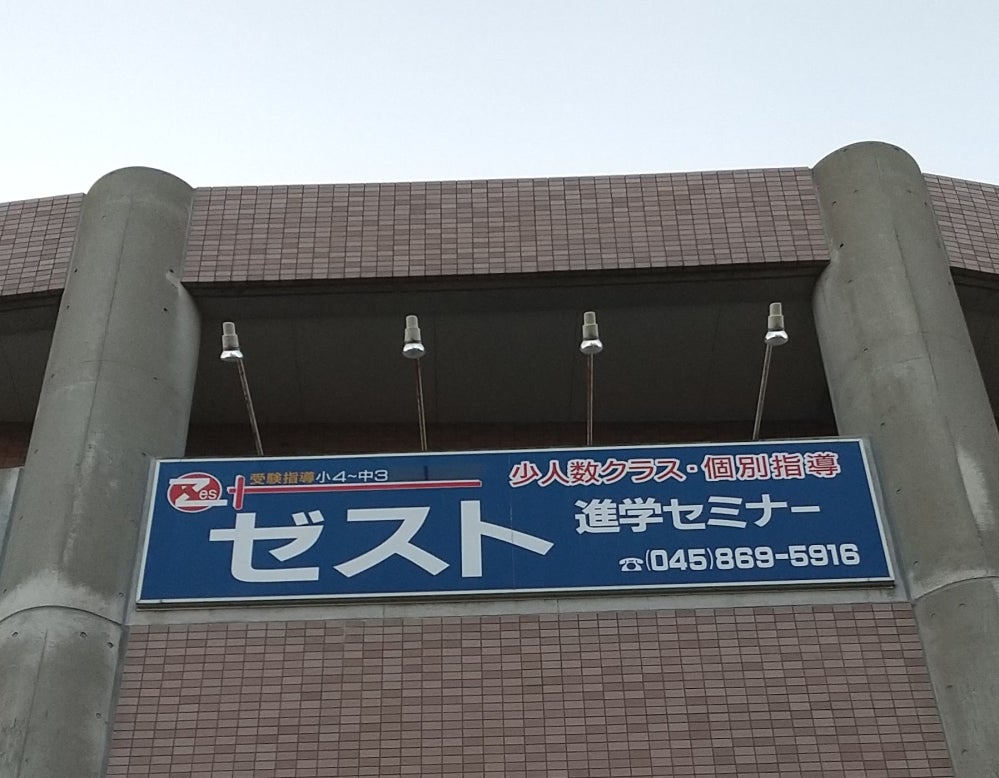 Zes+
受験指導小4~中3
ゼスト
少人数クラス・個別指導
進学セミナー
☎(045)869-5916